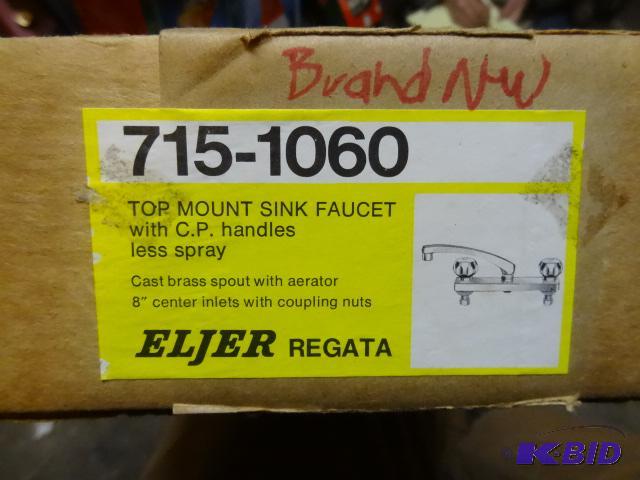 Brand New
715-1060
TOP MOUNT SINK FAUCET
with C.P. handles
less spray
Cast brass spout with aerator
8" center inlets with coupling nuts
ELJER REGATA
K-BID